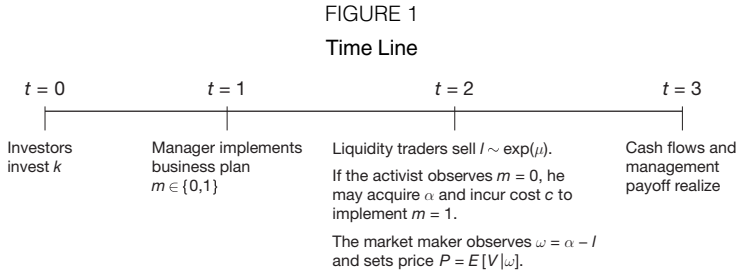 FIGURE 1
Time Line
t = 0
t = 1
t = 2
t = 3
Investors
invest k
Manager implements
business plan
m ∈ {0,1}
Liquidity traders sell l ∼ exp(μ).
If the activist observes m = 0, he
may acquire α and incur cost c to
implement m = 1.
The market maker observes ω = α – l
and sets price P = E [V | ω].
Cash flows and
management
payoff realize